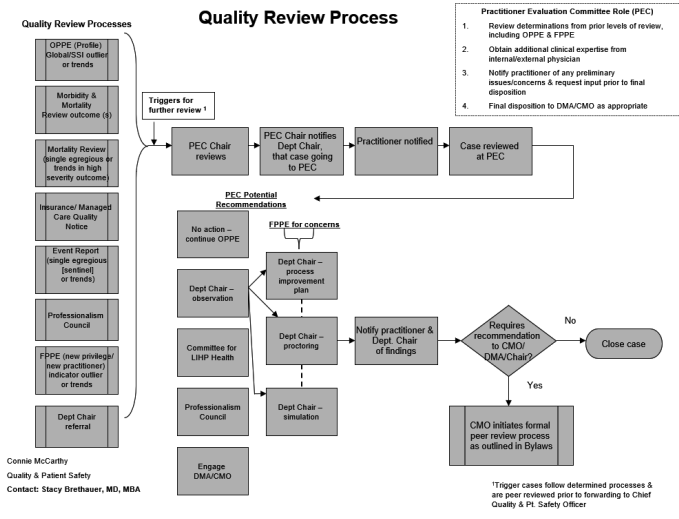 Quality Review Process
Quality Review Processes
OPPE (Profile)
Global/SSI outlier
or trends
Morbidity &
Mortality
Review outcome (s)
Mortality Review
(single egregious or
trends in high
severity outcome)
Insurance/ Managed
Care Quality
Notice
Event Report
(single egregious
[sentinel]
or trends)
Professionalism
Council
FPPE (new privilege/
new practitioner)
indicator outlier
or trends
Dept Chair
referral
Connie McCarthy
Quality & Patient Safety
Contact: Stacy Brethauer, MD, MBA
Practitioner Evaluation Committee Role (PEC)
1. Review determinations from prior levels of review,
including OPPE & FPPE
2. Obtain additional clinical expertise from
internal/external physician
3. Notify practitioner of any preliminary
issues/concerns & request input prior to final
disposition
4. Final disposition to DMA/CMO as appropriate
Triggers for
further review 1
PEC Chair
reviews
PEC Chair notifies
Dept Chair,
that case going
to PEC
Practitioner notified
Case reviewed
at PEC
PEC Potential
Recommendations
No action –
continue OPPE
Dept Chair –
observation
Committee for
LIHP Health
Professionalism
Council
Engage
DMA/CMO
FPPE for concerns
Dept Chair –
process
improvement
plan
Dept Chair –
proctoring
Dept Chair –
simulation
Notify practitioner &
Dept. Chair
of findings
Requires
recommendation
to CMO/
DMA/Chair?
No
Close case
Yes
CMO initiates formal
peer review process
as outlined in Bylaws
1Trigger cases follow determined processes &
are peer reviewed prior to forwarding to Chief
Quality & Pt. Safety Officer